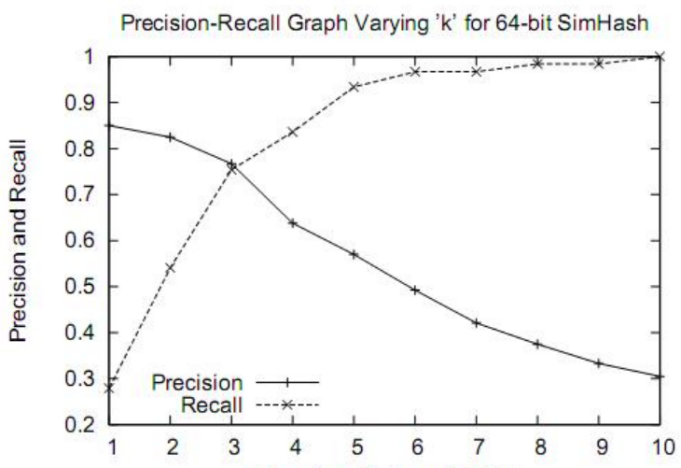 Precision-Recall Graph Varying 'k' for 64-bit SimHash
Precision and Recall
1
0.9
0.8
0.7
0.6
0.5
0.4
0.3
0.2
Precision
Recall
1 2 3 4 5 6 7 8 9 10